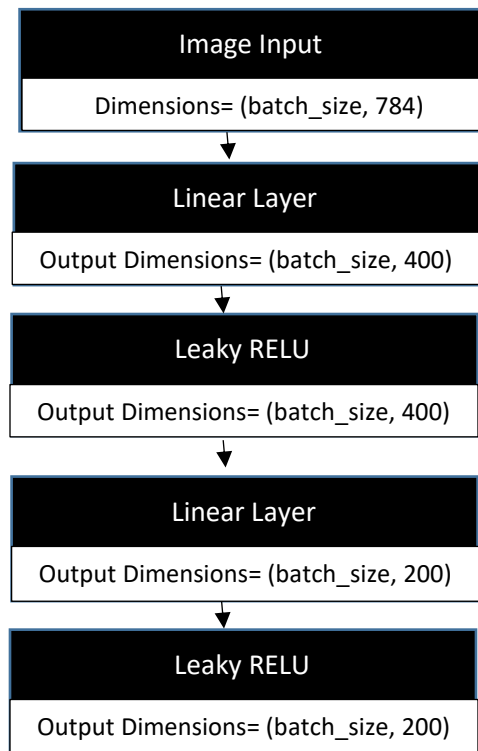 Image Input
Dimensions= (batch_size, 784)
Linear Layer
Output Dimensions= (batch_size, 400)
Leaky RELU
Output Dimensions= (batch_size, 400)
Linear Layer
Output Dimensions= (batch_size, 200)
Leaky RELU
Output Dimensions= (batch_size, 200)